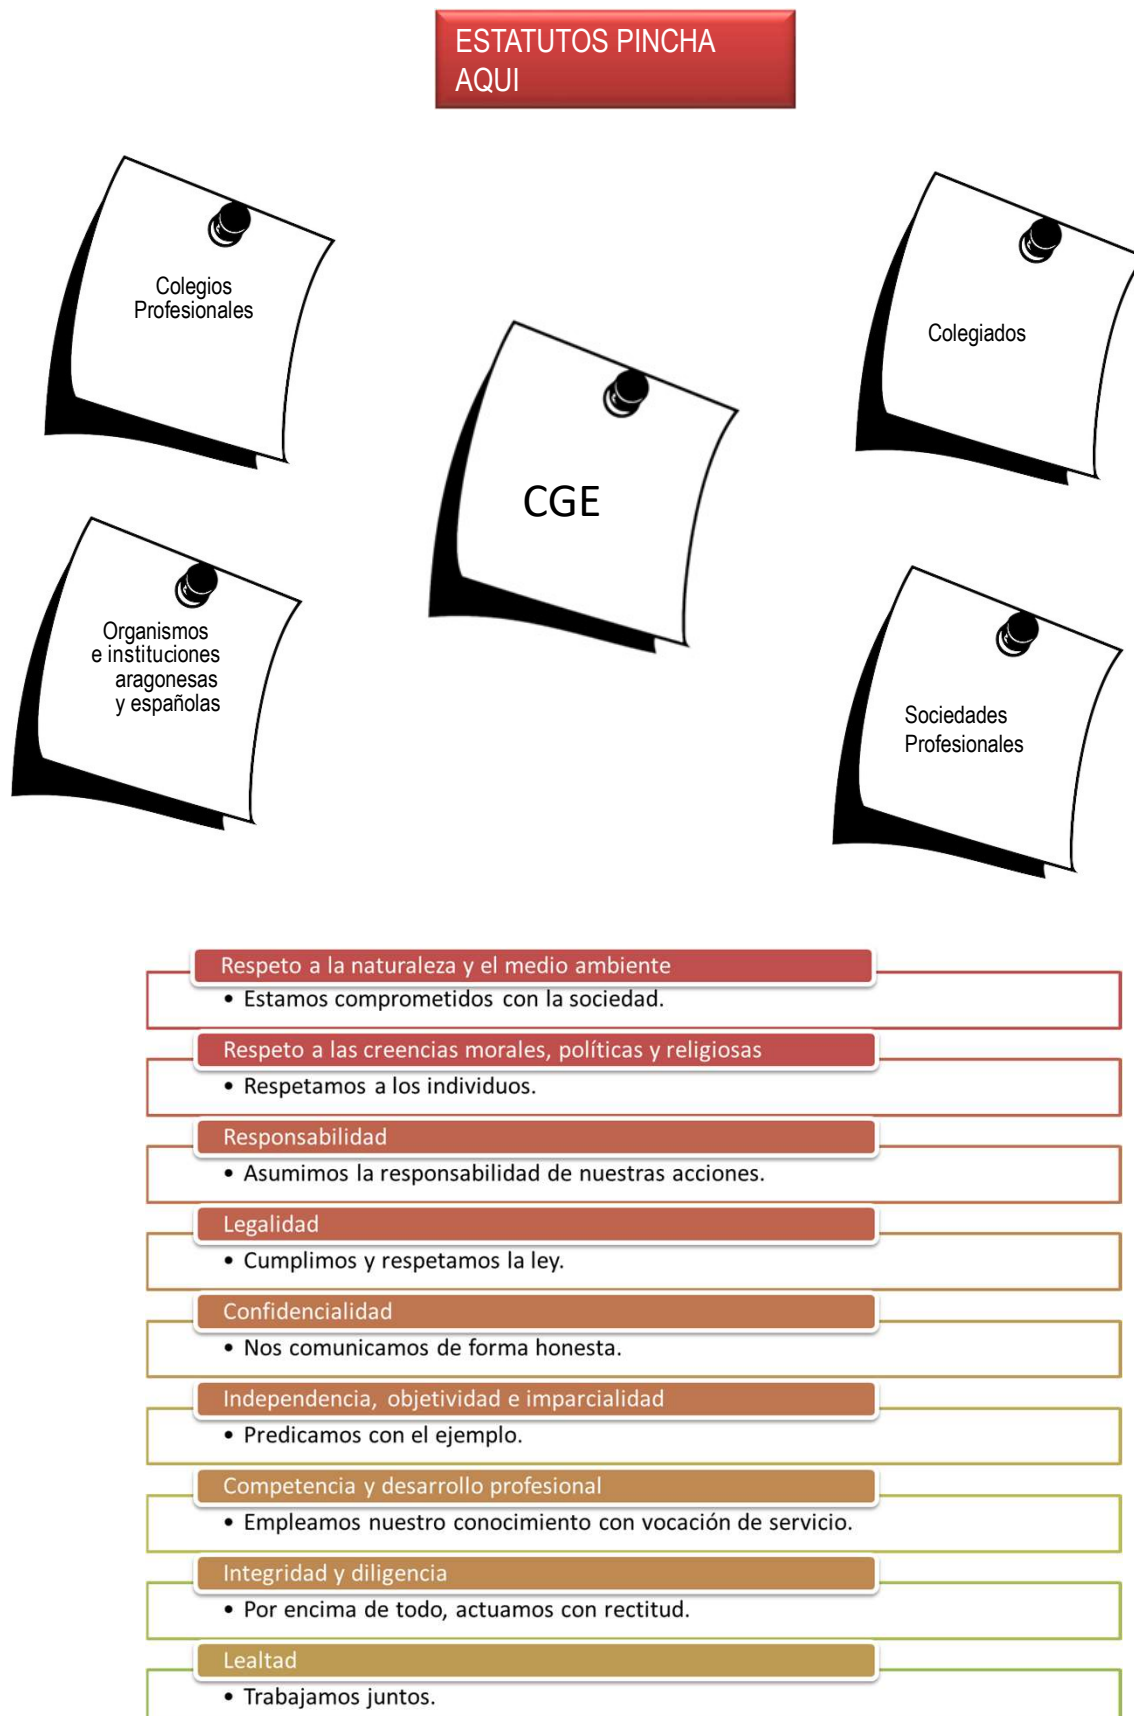 ESTATUTOS PINCHA
AQUI
Colegios
Profesionales
Colegiados
CGE
Organismos
e instituciones
aragonesas
y españolas
Sociedades
Profesionales
Respeto a la naturaleza y el medio ambiente
• Estamos comprometidos con la sociedad.
Respeto a las creencias morales, políticas y religiosas
• Respetamos a los individuos.
Responsabilidad
• Asumimos la responsabilidad de nuestras acciones.
Legalidad
• Cumplimos y respetamos la ley.
Confidencialidad
• Nos comunicamos de forma honesta.
Independencia, objetividad e imparcialidad
• Predicamos con el ejemplo.
Competencia y desarrollo profesional
• Empleamos nuestro conocimiento con vocación de servicio.
Integridad y diligencia
• Por encima de todo, actuamos con rectitud.
Lealtad
• Trabajamos juntos.